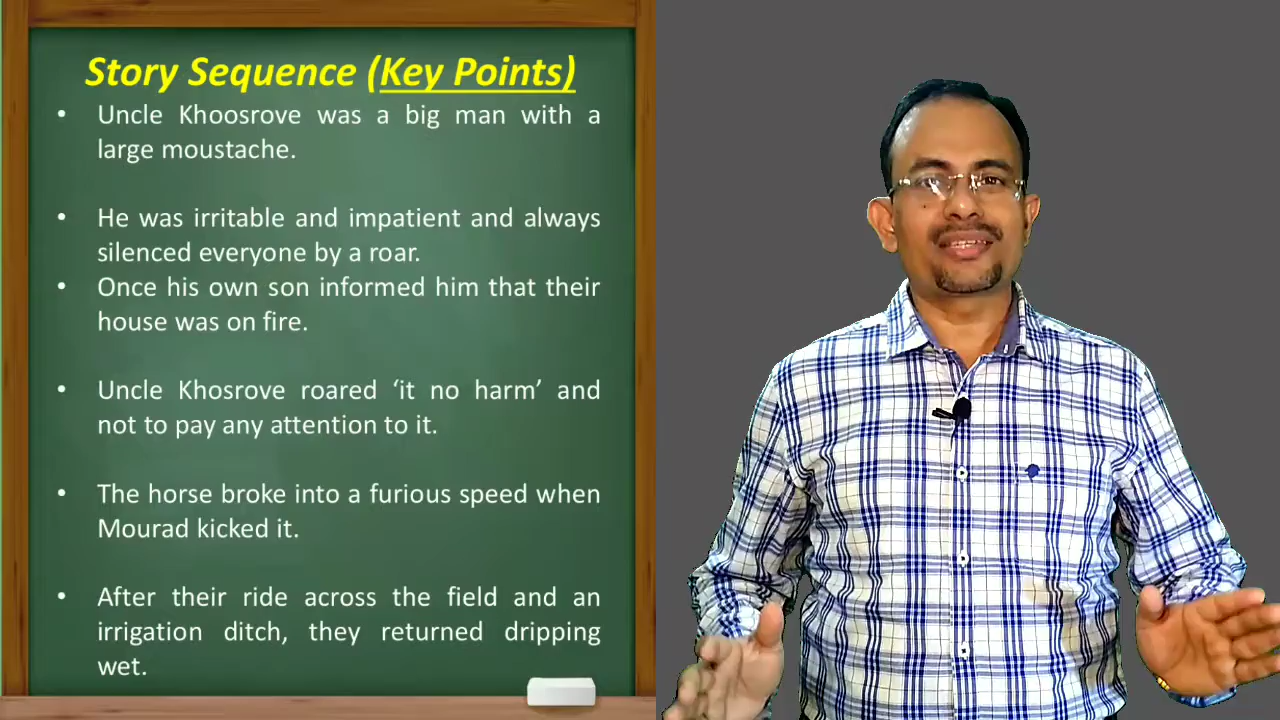 Story Sequence (Key Points)
• Uncle Khoosrove was a big man with a
large moustache.
• He was irritable and impatient and always
silenced everyone by a roar.
• Once his own son informed him that their
house was on fire.
• Uncle Khosrove roared ‘it no harm’ and
not to pay any attention to it.
• The horse broke into a furious speed when
Mourad kicked it.
• After their ride across the field and an
irrigation ditch, they returned dripping
wet.